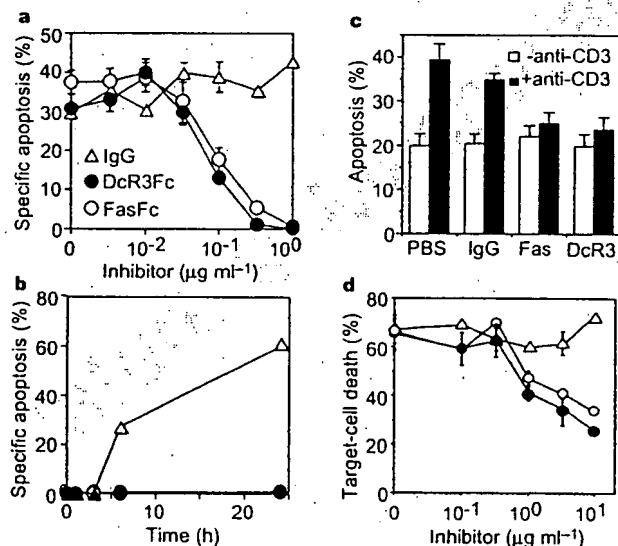 a
50
40
30
20
10
0
Specific apoptosis (%)
IgG
DcR3Fc
FasFc
0 10-2 10-1 100
Inhibitor (µg ml−1)
b
80
60
40
20
0
Specific apoptosis (%)
0 10 20
Time (h)
c
50
40
30
20
10
0
Apoptosis (%)
-anti-CD3
+anti-CD3
PBS IgG Fas DcR3
d
80
60
40
20
0
Target-cell death (%)
0 10-1 100 101
Inhibitor (µg ml−1)